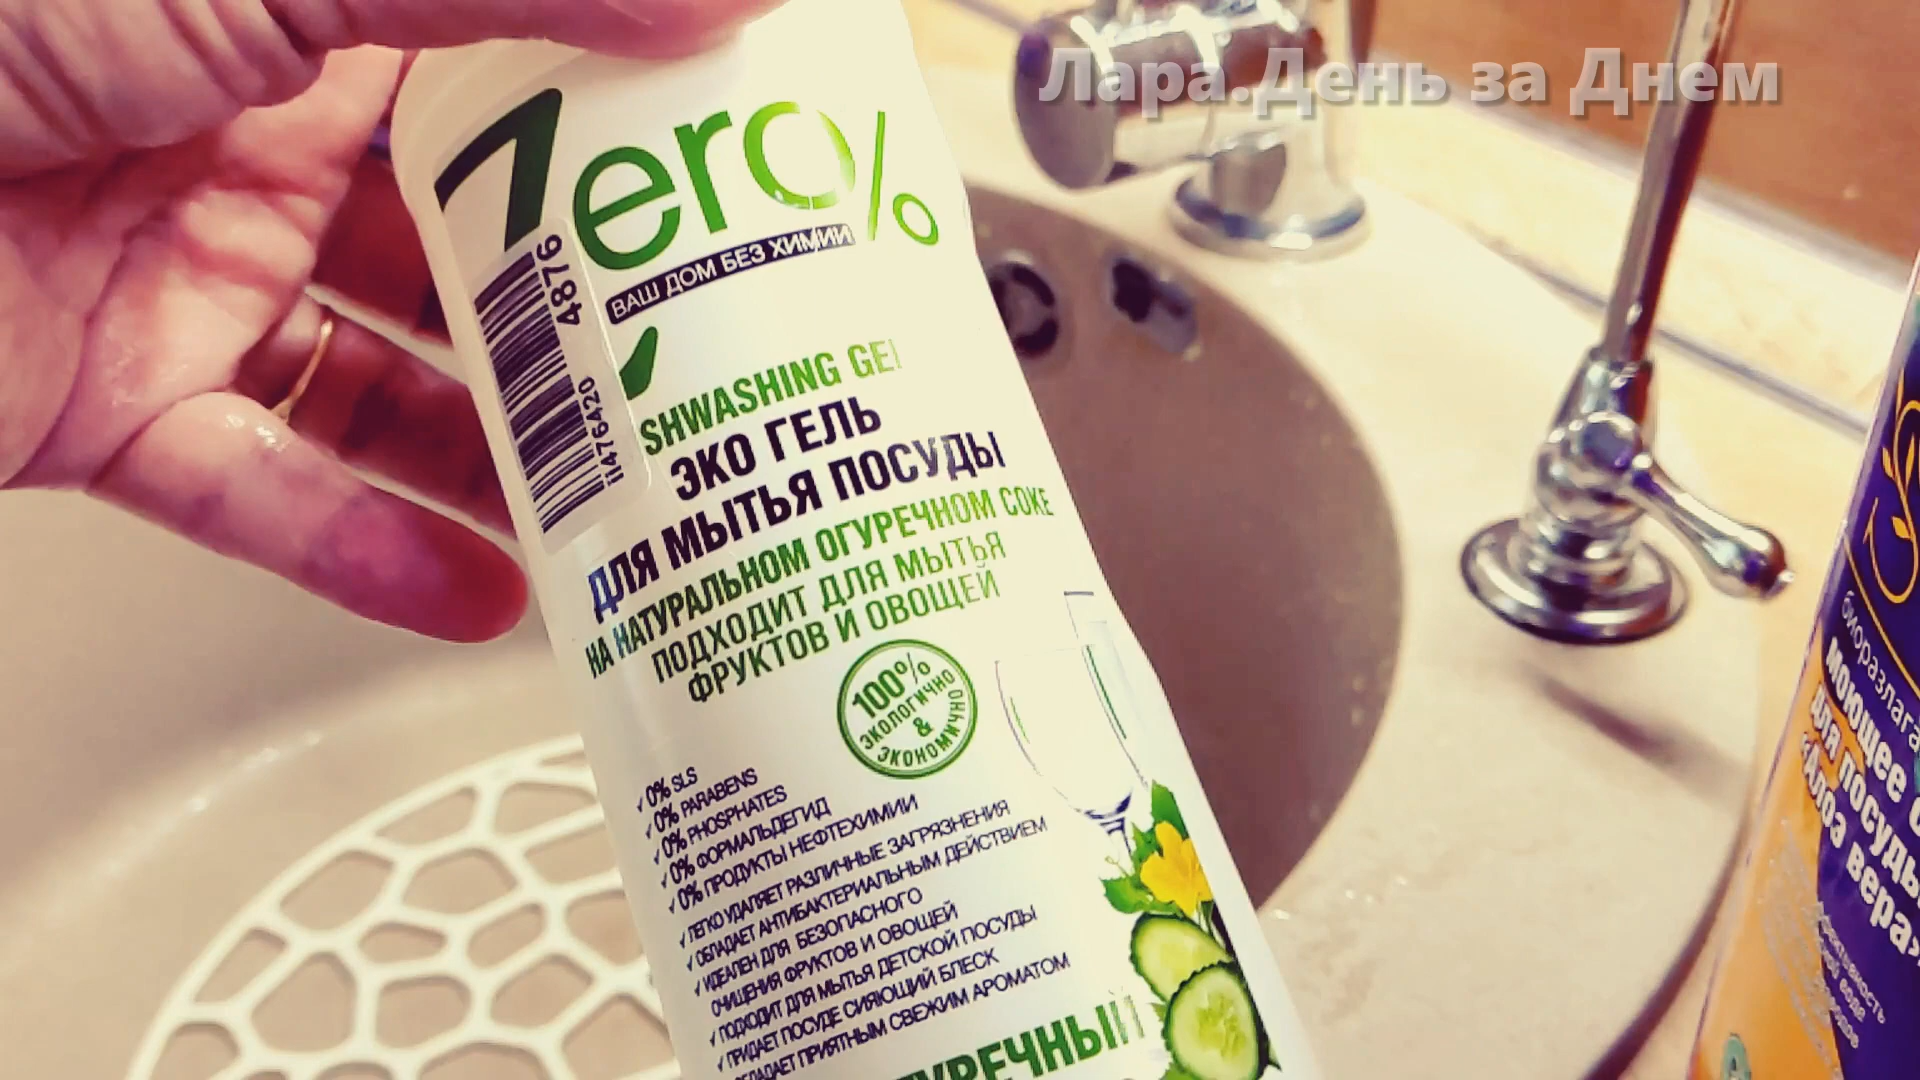 Лара.День за Днем
Zero%
ВАШ ДОМ БЕЗ ХИМИИ
4876
ii476420
SHWASHING GEL
ЭКО ГЕЛЬ
ДЛЯ МЫТЬЯ ПОСУДЫ
НА НАТУРАЛЬНОМ ОГУРЕЧНОМ СОКЕ
ПОДХОДИТ ДЛЯ МЫТЬЯ
ФРУКТОВ И ОВОЩЕЙ
100%
ЭКОЛОГИЧНО
&
ЭКОНОМИЧНО
✓ 0% SLS
✓ 0% PARABENS
✓ 0% PHOSPHATES
✓ 0% ФОРМАЛЬДЕГИД
✓ 0% ПРОДУКТЫ НЕФТЕХИМИИ
✓ ЛЕГКО УДАЛЯЕТ РАЗЛИЧНЫЕ ЗАГРЯЗНЕНИЯ
✓ ОБЛАДАЕТ АНТИБАКТЕРИАЛЬНЫМ ДЕЙСТВИЕМ
✓ ИДЕАЛЕН ДЛЯ БЕЗОПАСНОГО
ОЧИЩЕНИЯ ФРУКТОВ И ОВОЩЕЙ
✓ ПОДХОДИТ ДЛЯ МЫТЬЯ ДЕТСКОЙ ПОСУДЫ
✓ ПРИДАЕТ ПОСУДЕ СИЯЮЩИЙ БЛЕСК
ОБЛАДАЕТ ПРИЯТНЫМ СВЕЖИМ АРОМАТОМ
ГУРЕЧНЫЙ
биоразлага
Моющее с
для посуды
«Алоэ вера»